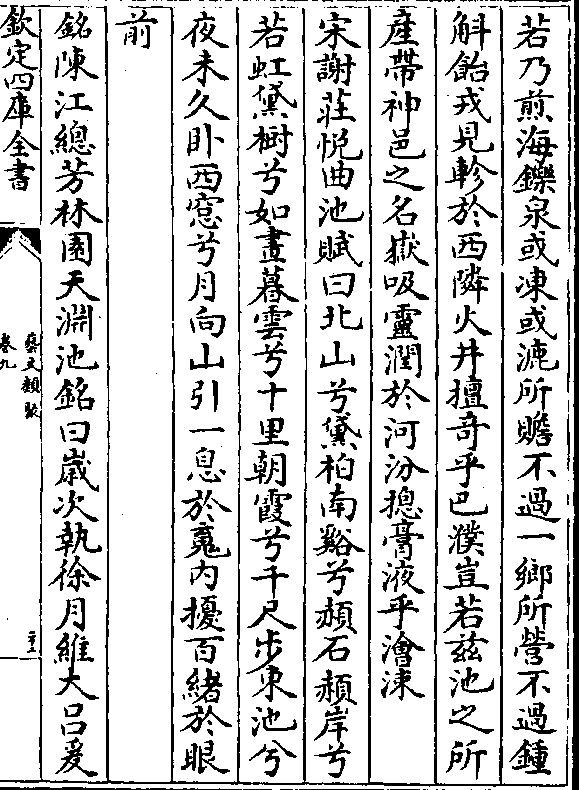 若乃煎海鑠泉或凍或漉所贍不過一鄉所營不過鍾
斛飴戎見軫於西隣火井擅奇乎巴濮豈若兹池之所
產帶神邑之名嶽吸靈潤於河汾揔膏液乎澮涑
宋謝莊悅曲池賦曰北山兮黛柏南谿兮赬石赬岸兮
若虹黛樹兮如畫暮雲兮十里朝霞兮千尺步東池兮
夜未久卧西窓兮月向山引一息於䰟内擾百緒於眼
前
銘陳江總芳林園天淵池銘曰嵗次執徐月維大吕爰
欽定四庫全書
藝文類聚
卷九